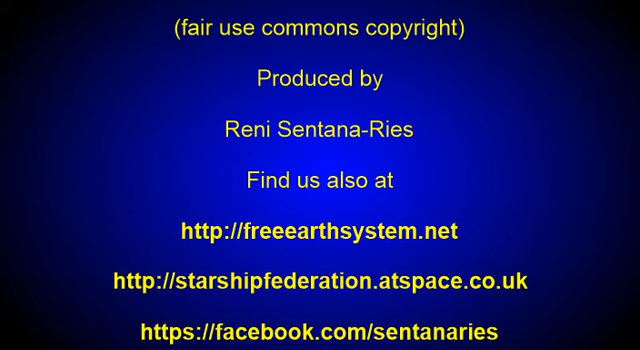 (fair use commons copyright)
Produced by
Reni Sentana-Ries
Find us also at
http://freeearthsystem.net
http://starshipfederation.atspace.co.uk
https://facebook.com/sentanaries